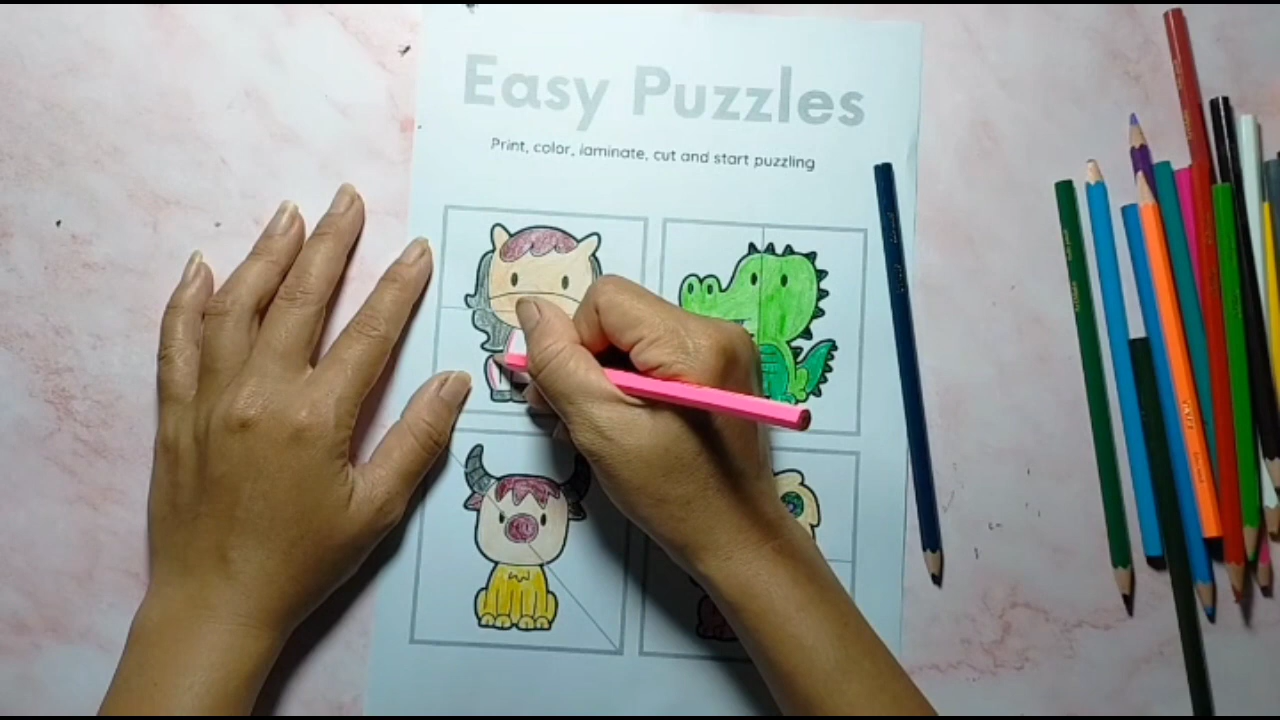 Easy Puzzles
Print, color, laminate, cut and start puzzling